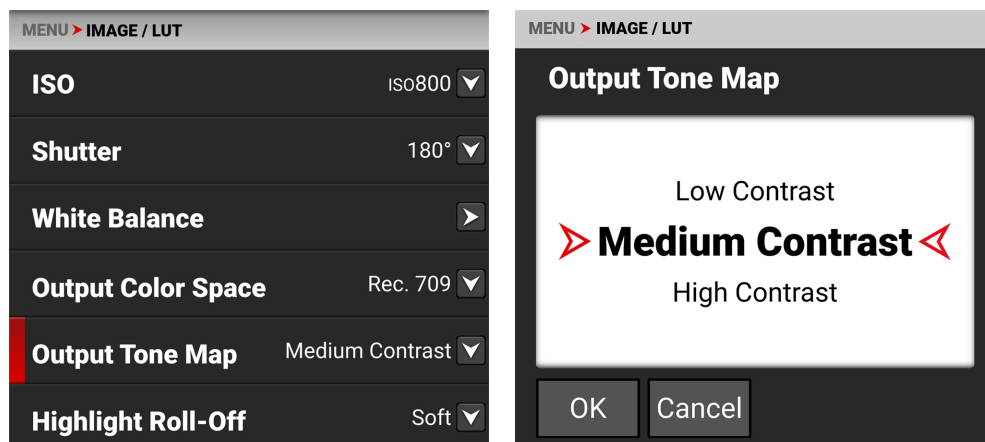 MENU ➤ IMAGE / LUT
ISO ISO800
Shutter 180°
White Balance
Output Color Space Rec. 709
Output Tone Map Medium Contrast
Highlight Roll-Off Soft
MENU ➤ IMAGE / LUT
Output Tone Map
Low Contrast
Medium Contrast
High Contrast
OK Cancel